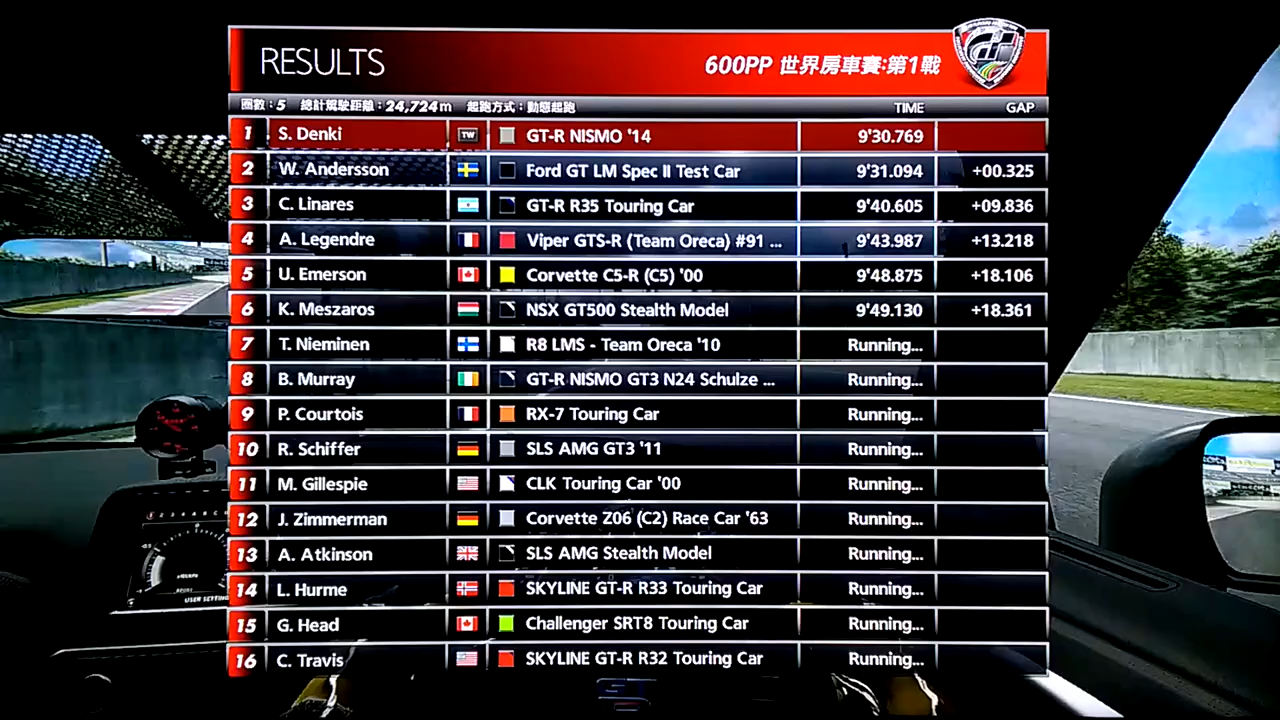 RESULTS
600PP 世界房車賽:第1戰
圈數:5 總計駕駛距離:24,724m 起跑方式:動態起跑 TIME GAP
1 S. Denki TW GT-R NISMO '14 9'30.769
2 W. Andersson Ford GT LM Spec II Test Car 9'31.094 +00.325
3 C. Linares GT-R R35 Touring Car 9'40.605 +09.836
4 A. Legendre Viper GTS-R (Team Oreca) #91 ... 9'43.987 +13.218
5 U. Emerson Corvette C5-R (C5) '00 9'48.875 +18.106
6 K. Meszaros NSX GT500 Stealth Model 9'49.130 +18.361
7 T. Nieminen R8 LMS - Team Oreca '10 Running...
8 B. Murray GT-R NISMO GT3 N24 Schulze ... Running...
9 P. Courtois RX-7 Touring Car Running...
10 R. Schiffer SLS AMG GT3 '11 Running...
11 M. Gillespie CLK Touring Car '00 Running...
12 J. Zimmerman Corvette Z06 (C2) Race Car '63 Running...
13 A. Atkinson SLS AMG Stealth Model Running...
14 L. Hurme SKYLINE GT-R R33 Touring Car Running...
15 G. Head Challenger SRT8 Touring Car Running...
16 C. Travis SKYLINE GT-R R32 Touring Car Running...
USER SETTING